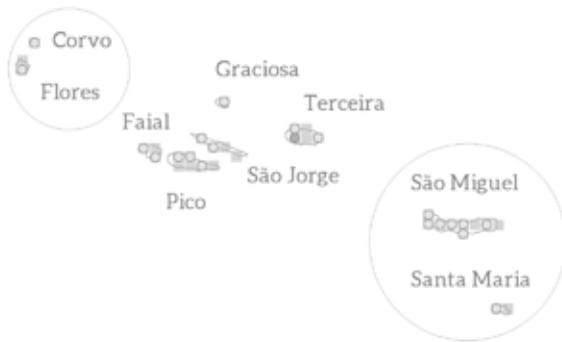 Corvo
Flores
Graciosa
Terceira
Faial
São Jorge
Pico
São Miguel
Santa Maria